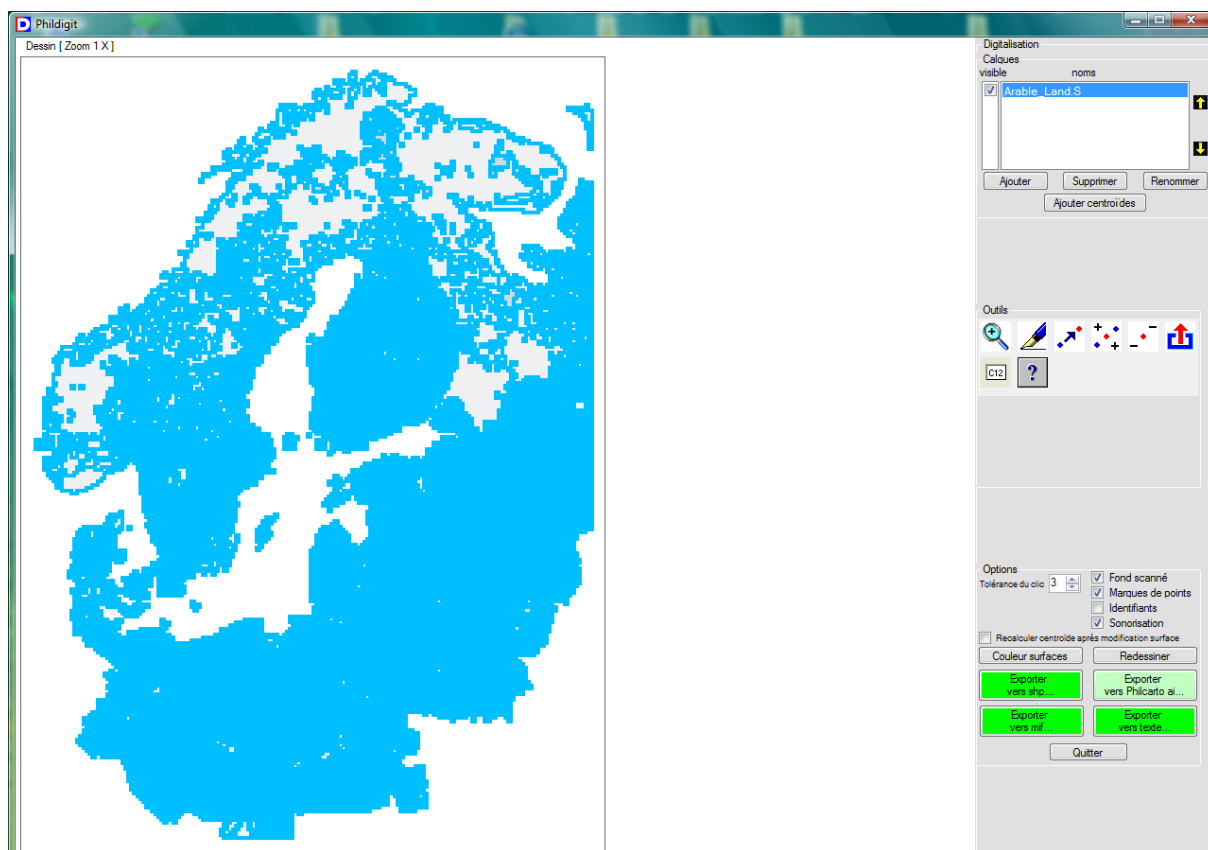 Phildigit
Dessin [ Zoom 1 X ]
Digitalisation
Calques
visible noms
Arable_Land.S
Ajouter Supprimer Renommer
Ajouter centroïdes
Outils
C12 ?
Options
Tolérance du clic 3
Fond scanné
Marques de points
Identifiants
Sonorisation
Recalculer centroïde après modification surface
Couleur surfaces Redessiner
Exporter
vers shp...
Exporter
vers Philcarto ai...
Exporter
vers mif...
Exporter
vers texte...
Quitter